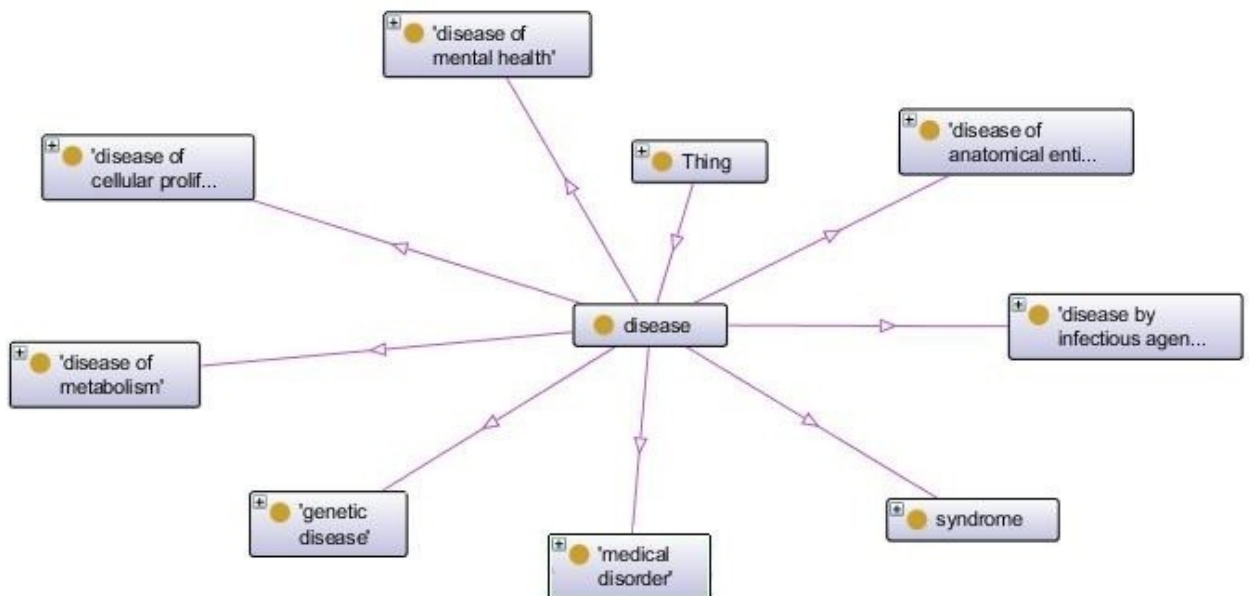 'disease of
mental health'
'disease of
anatomical enti...
'disease of
cellular prolif...
Thing
disease
'disease by
infectious agen...
'disease of
metabolism'
'genetic
disease'
syndrome
'medical
disorder'